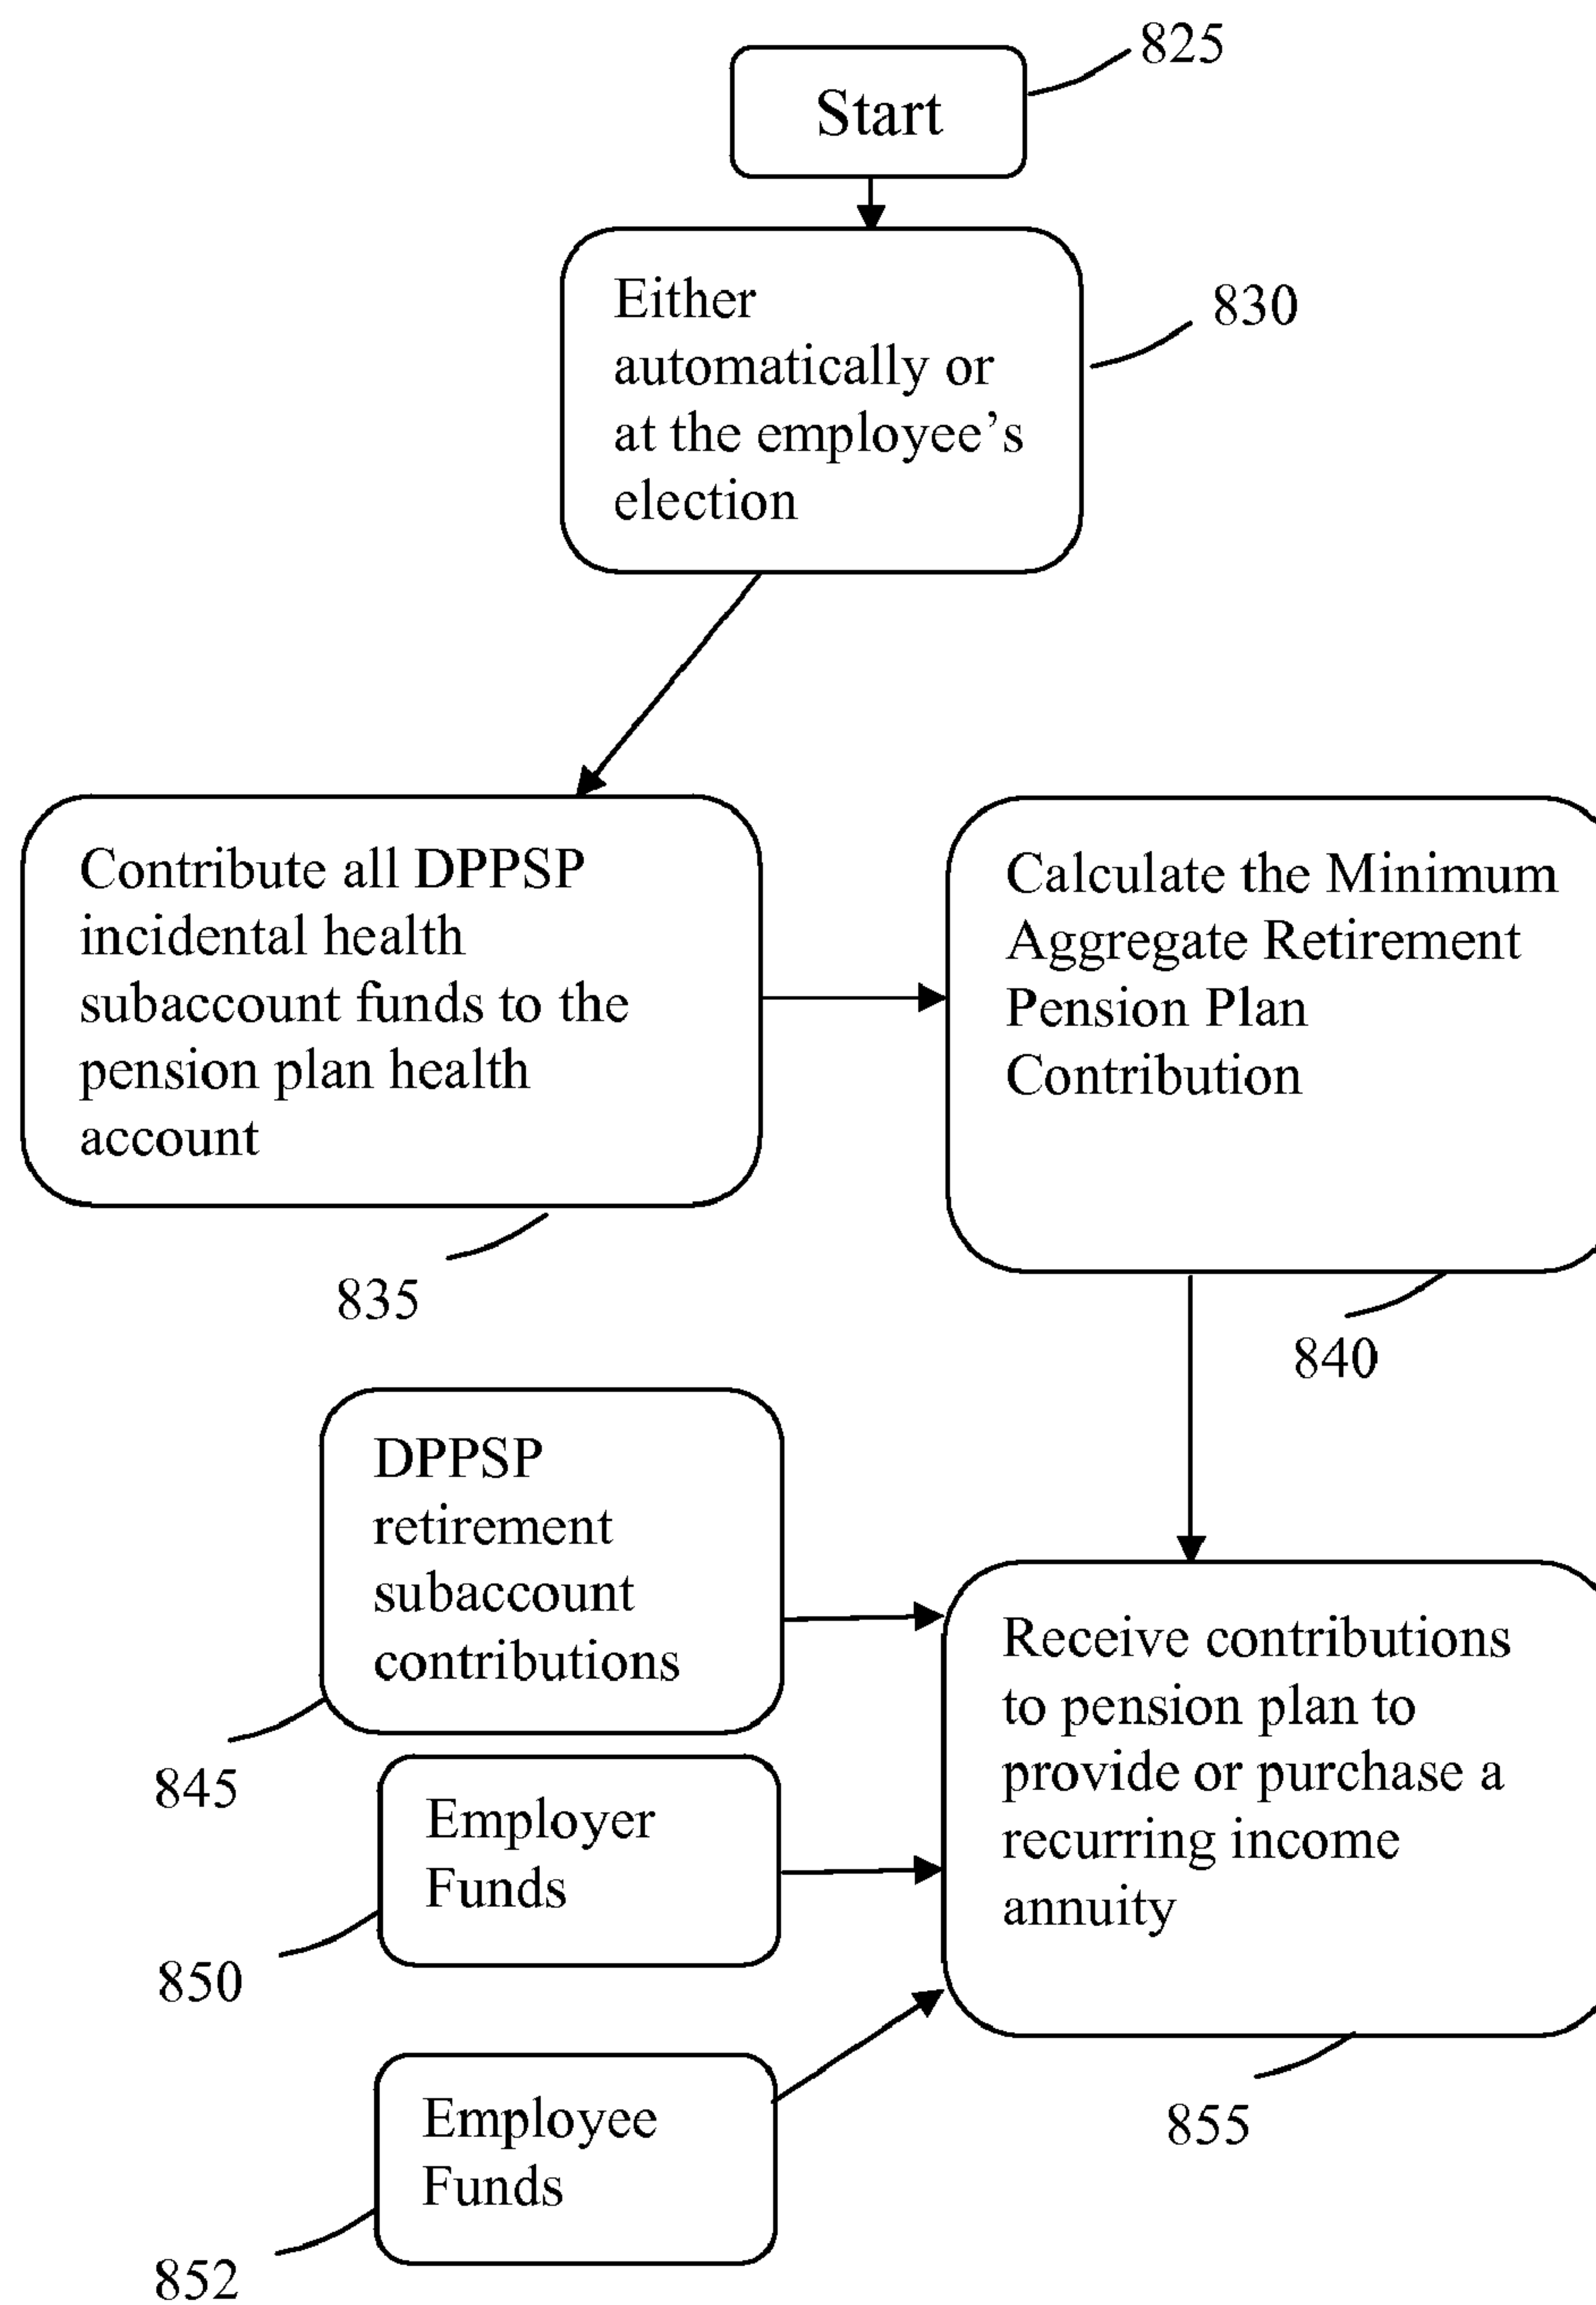 825
Start
830
Either
automatically or
at the employee’s
election
Contribute all DPPSP
incidental health
subaccount funds to the
pension plan health
account
835
Calculate the Minimum
Aggregate Retirement
Pension Plan
Contribution
840
DPPSP
retirement
subaccount
contributions
845
Employer
Funds
850
Employee
Funds
852
Receive contributions
to pension plan to
provide or purchase a
recurring income
annuity
855